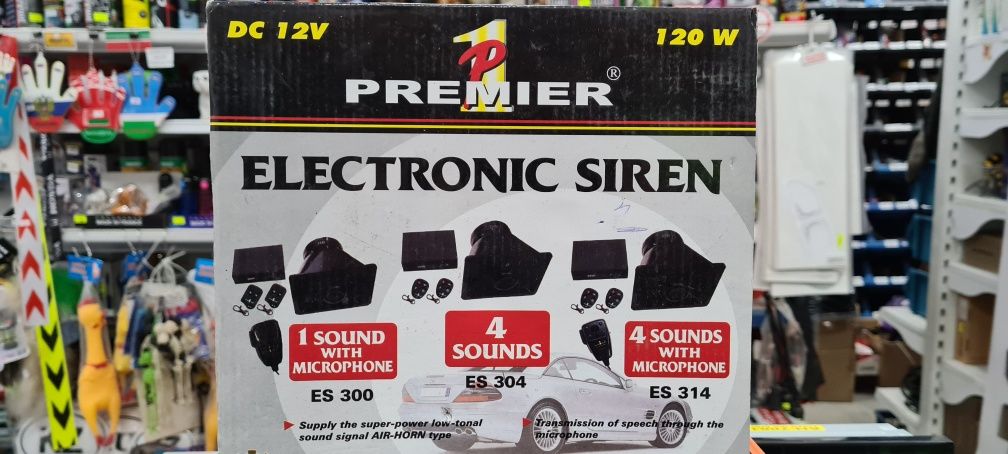 DC 12V
120 W
1
P
PREMIER®
ELECTRONIC SIREN
1 SOUND
WITH
MICROPHONE
ES 300
4
SOUNDS
ES 304
4 SOUNDS
WITH
MICROPHONE
ES 314
Supply the super-power low-tonal
sound signal AIR-HORN type
Transmission of speech through the
microphone